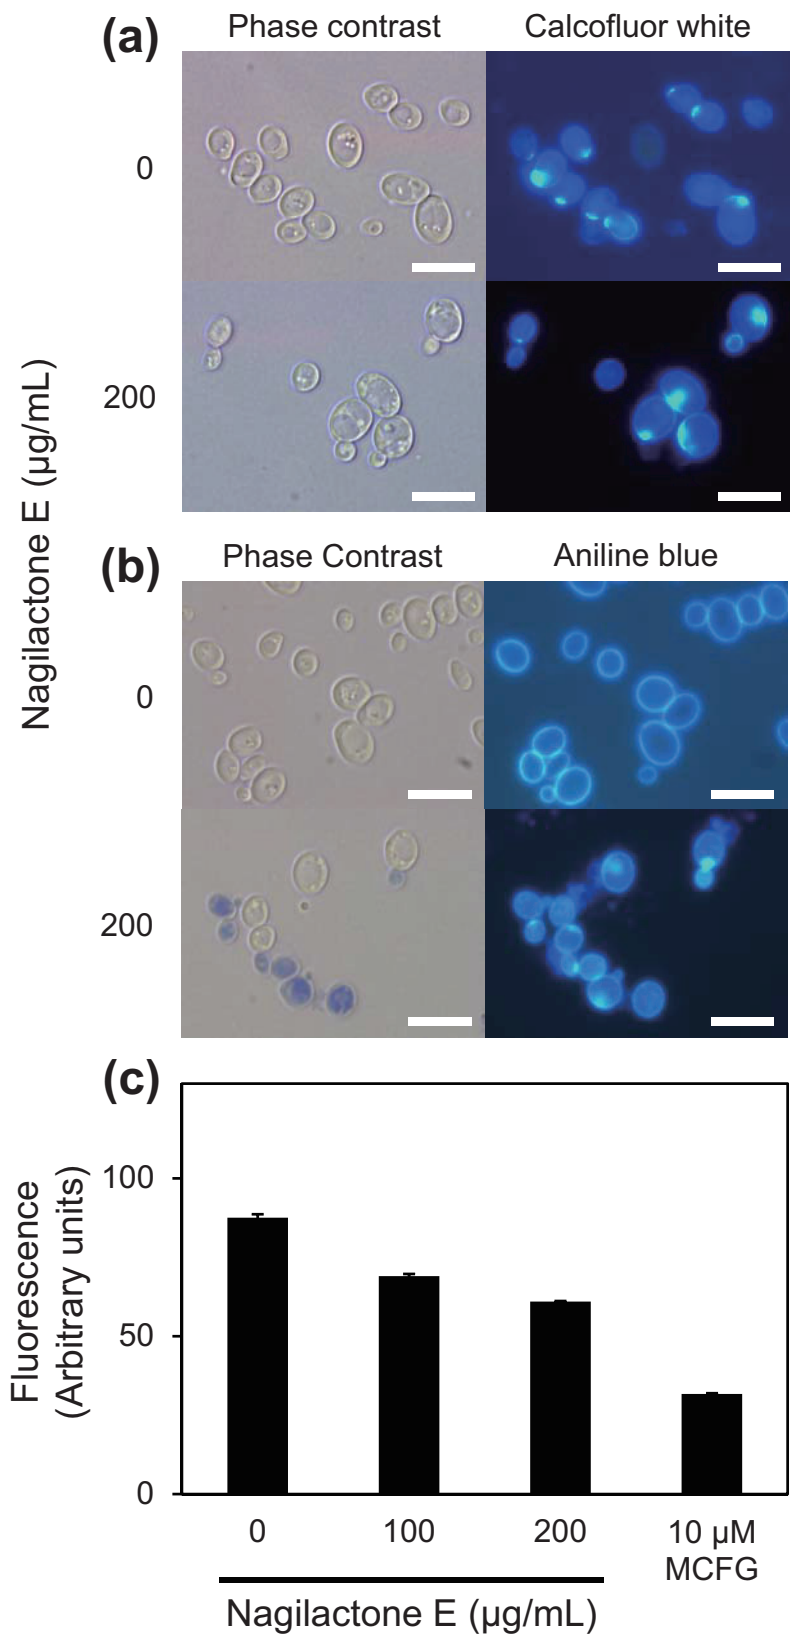 (a)
Phase contrast
Calcofluor white
0
200
Nagilactone E (μg/mL)
(b)
Phase Contrast
Aniline blue
0
200
(c)
Fluorescence
(Arbitrary units)
100
50
0
0
100
200
10 μM
MCFG
Nagilactone E (μg/mL)